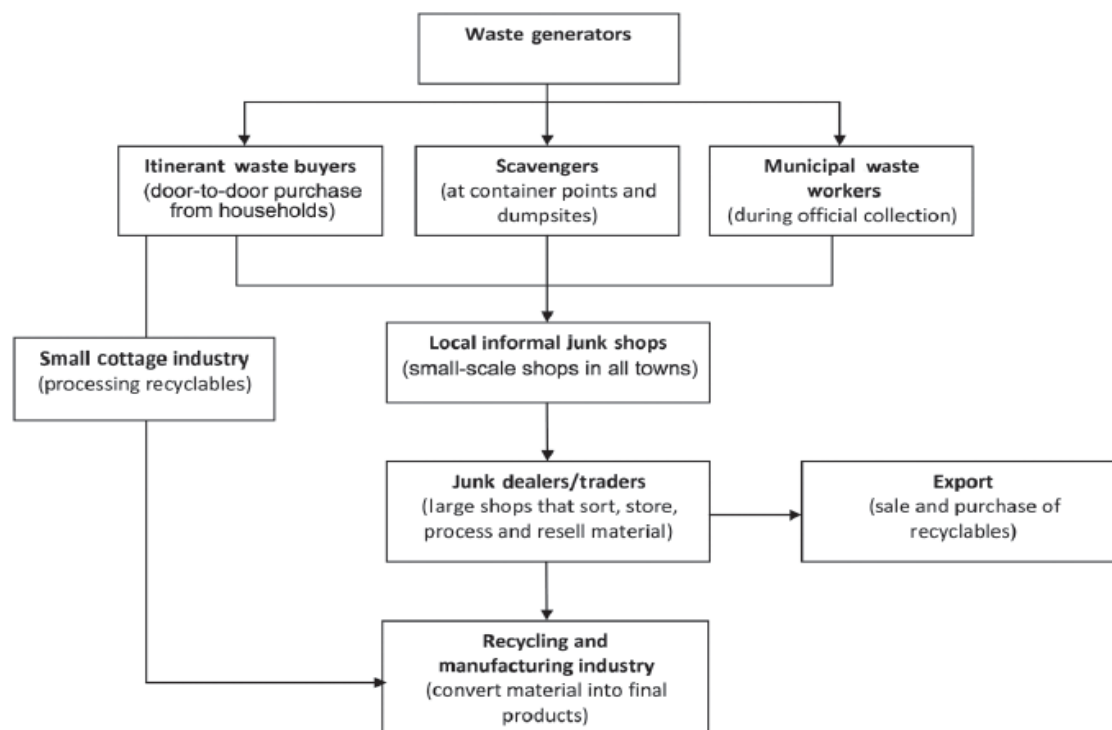 Waste generators
Itinerant waste buyers
(door-to-door purchase
from households)
Scavengers
(at container points and
dumpsites)
Municipal waste
workers
(during official collection)
Small cottage industry
(processing recyclables)
Local informal junk shops
(small-scale shops in all towns)
Junk dealers/traders
(large shops that sort, store,
process and resell material)
Export
(sale and purchase of
recyclables)
Recycling and
manufacturing industry
(convert material into final
products)